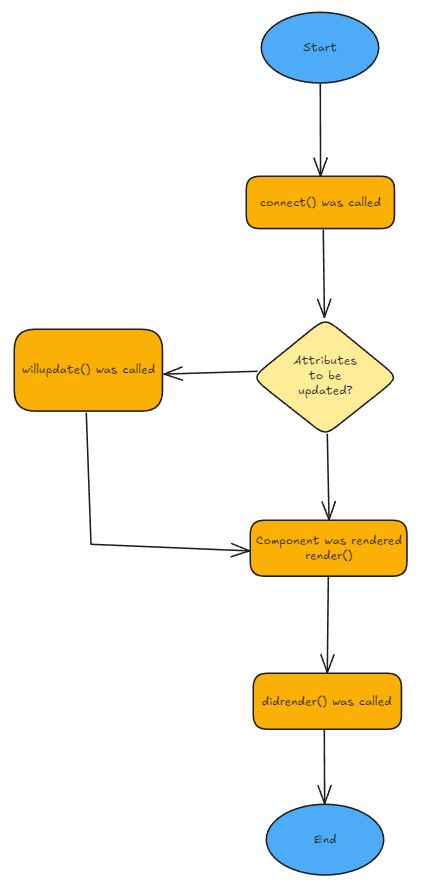 Start
connect() was called
Attributes
to be
updated?
willupdate() was called
Component was rendered
render()
didrender() was called
End